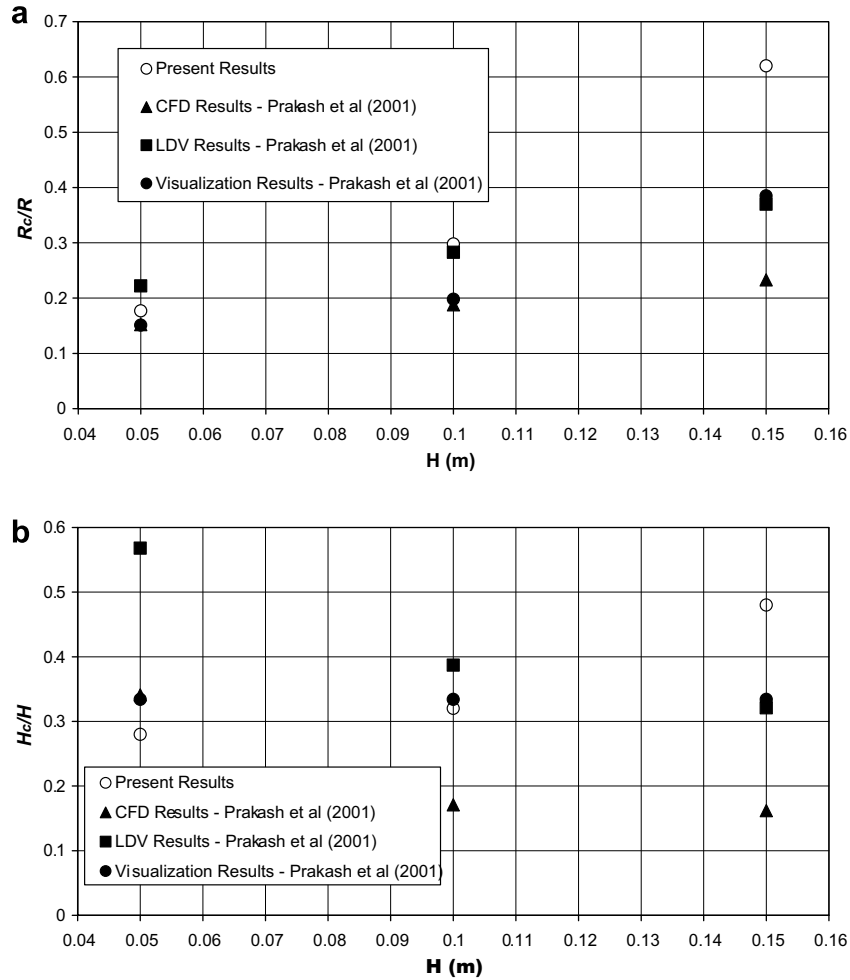 a
0.7
0.6
0.5
0.4
0.3
0.2
0.1
0
Rc/R
Present Results
CFD Results - Prakash et al (2001)
LDV Results - Prakash et al (2001)
Visualization Results - Prakash et al (2001)
0.04 0.05 0.06 0.07 0.08 0.09 0.1 0.11 0.12 0.13 0.14 0.15 0.16
H (m)
b
0.6
0.5
0.4
0.3
0.2
0.1
0
Hc/H
Present Results
CFD Results - Prakash et al (2001)
LDV Results - Prakash et al (2001)
Visualization Results - Prakash et al (2001)
0.04 0.05 0.06 0.07 0.08 0.09 0.1 0.11 0.12 0.13 0.14 0.15 0.16
H (m)